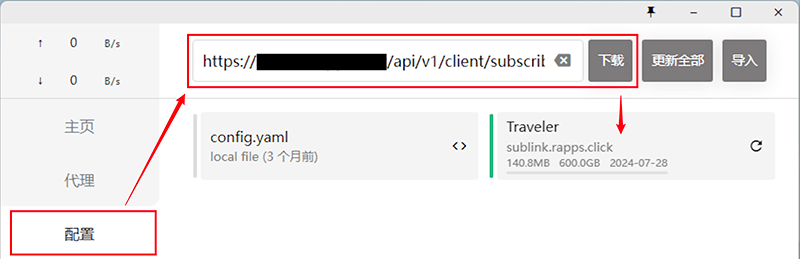 ↑ 0 B/s
↓ 0 B/s
https:// /api/v1/client/subscrib
下载
更新全部
导入
主页
代理
配置
config.yaml
local file (3 个月前)
Traveler
sublink.rapps.click
140.8MB 600.0GB 2024-07-28